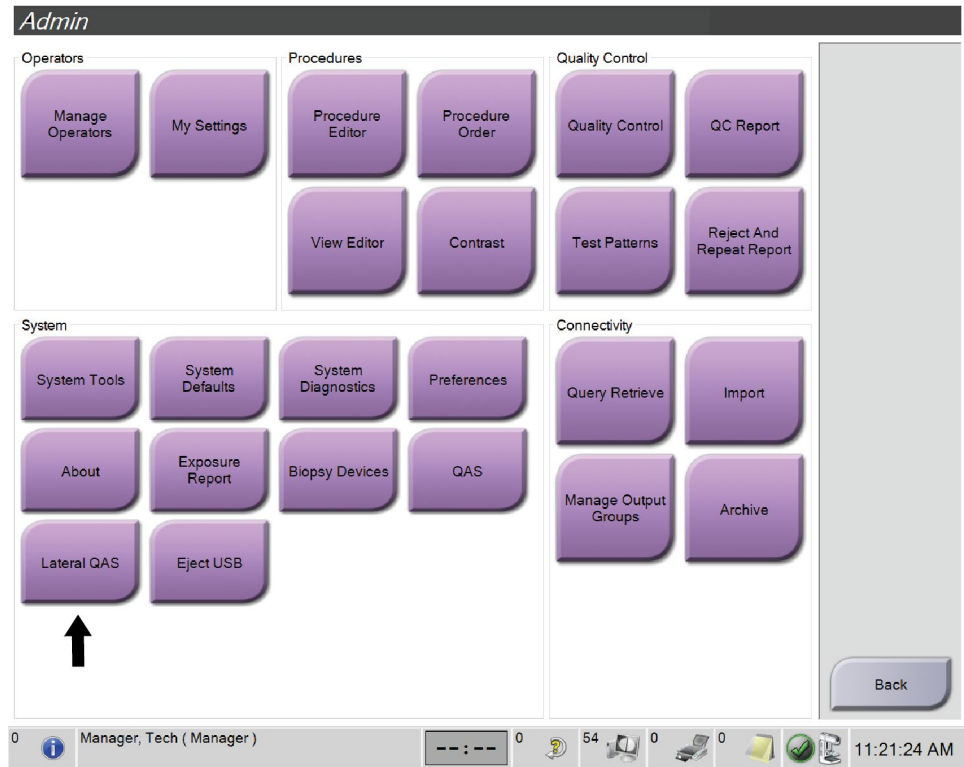 Admin
Operators
Manage
Operators
My Settings
Procedures
Procedure
Editor
Procedure
Order
View Editor
Contrast
Quality Control
Quality Control
QC Report
Test Patterns
Reject And
Repeat Report
System
System Tools
System
Defaults
System
Diagnostics
Preferences
About
Exposure
Report
Biopsy Devices
QAS
Lateral QAS
Eject USB
Connectivity
Query Retrieve
Import
Manage Output
Groups
Archive
Back
0
Manager, Tech ( Manager )
--:--
0
54
0
0
11:21:24 AM